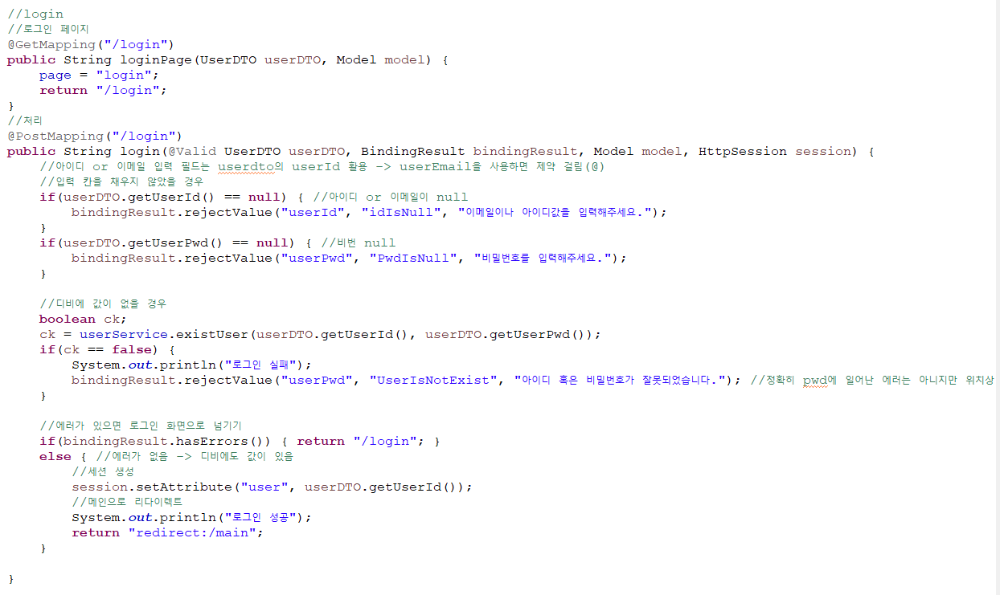 //login
//로그인 페이지
@GetMapping("/login")
public String loginPage(UserDTO userDTO, Model model) {
    page = "login";
    return "/login";
}
//처리
@PostMapping("/login")
public String login(@Valid UserDTO userDTO, BindingResult bindingResult, Model model, HttpSession session) {
    //아이디 or 이메일 입력 필드는 userdto의 userId 활용 -> userEmail을 사용하면 제약 걸림(@)
    //입력 칸을 채우지 않았을 경우
    if(userDTO.getUserId() == null) { //아이디 or 이메일이 null
        bindingResult.rejectValue("userId", "idIsNull", "이메일이나 아이디값을 입력해주세요.");
    }
    if(userDTO.getUserPwd() == null) { //비번 null
        bindingResult.rejectValue("userPwd", "PwdIsNull", "비밀번호를 입력해주세요.");
    }

    //디비에 값이 없을 경우
    boolean ck;
    ck = userService.existUser(userDTO.getUserId(), userDTO.getUserPwd());
    if(ck == false) {
        System.out.println("로그인 실패");
        bindingResult.rejectValue("userPwd", "UserIsNotExist", "아이디 혹은 비밀번호가 잘못되었습니다."); //정확히 pwd에 일어난 에러는 아니지만 위치상
    }

    //에러가 있으면 로그인 화면으로 넘기기
    if(bindingResult.hasErrors()) { return "/login"; }
    else { //에러가 없음 -> 디비에도 값이 있음
        //세션 생성
        session.setAttribute("user", userDTO.getUserId());
        //메인으로 리다이렉트
        System.out.println("로그인 성공");
        return "redirect:/main";
    }

}